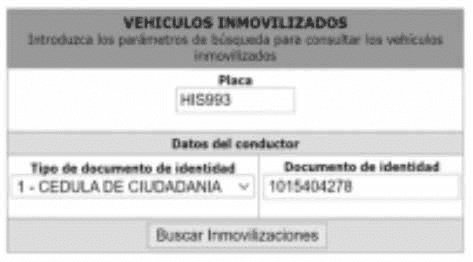 VEHICULOS INMOVILIZADOS
Introduzca los parámetros de búsqueda para consultar los vehículos
inmovilizados
Placa
HIS993
Datos del conductor
Tipo de documento de identidad
1 - CEDULA DE CIUDADANIA
Documento de identidad
1015404278
Buscar Inmovilizaciones